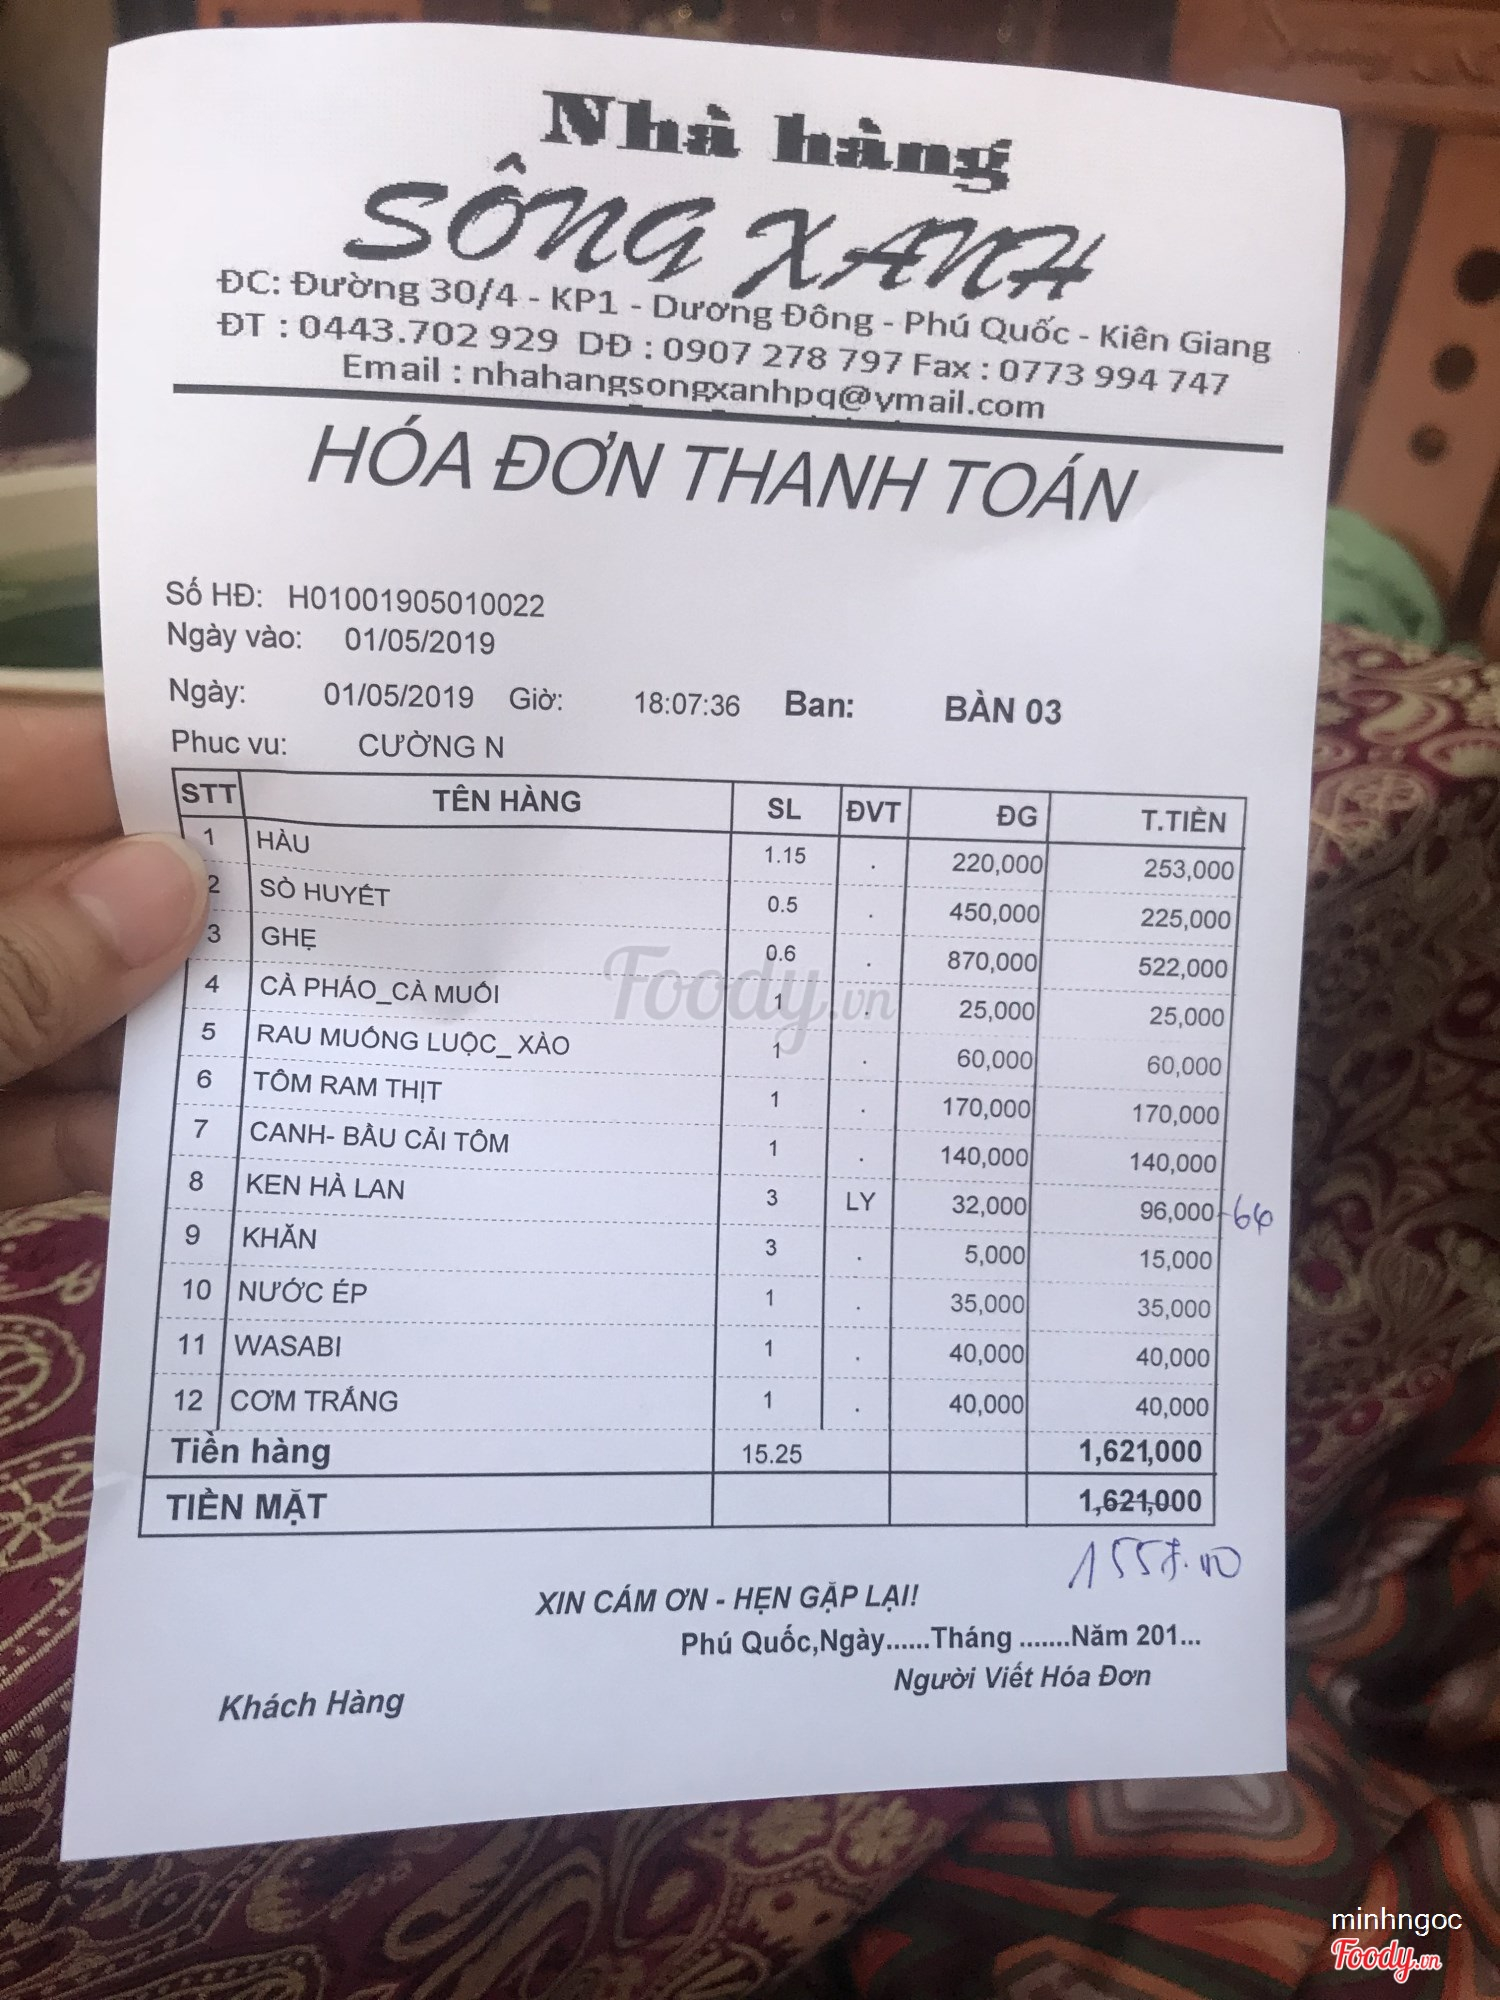 Nhà hàng
SÔNG XANH
ĐC: Đường 30/4 - KP1 - Dương Đông - Phú Quốc - Kiên Giang
ĐT : 0443.702 929 DĐ : 0907 278 797 Fax : 0773 994 747
Email : nhahangsongxanhpq@ymail.com
HÓA ĐƠN THANH TOÁN
Số HĐ: H01001905010022
Ngày vào: 01/05/2019
Ngày: 01/05/2019 Giờ: 18:07:36 Ban: BÀN 03
Phuc vu: CƯỜNG N
STT TÊN HÀNG SL ĐVT ĐG T.TIỀN
1 HÀU 1.15 . 220,000 253,000
2 SÒ HUYẾT 0.5 . 450,000 225,000
3 GHẸ 0.6 . 870,000 522,000
4 CÀ PHÁO_CÀ MUỐI 1 . 25,000 25,000
5 RAU MUỐNG LUỘC_ XÀO 1 . 60,000 60,000
6 TÔM RAM THỊT 1 . 170,000 170,000
7 CANH- BẦU CẢI TÔM 1 . 140,000 140,000
8 KEN HÀ LAN 3 LY 32,000 96,000 -64
9 KHĂN 3 . 5,000 15,000
10 NƯỚC ÉP 1 . 35,000 35,000
11 WASABI 1 . 40,000 40,000
12 CƠM TRẮNG 1 . 40,000 40,000
Tiền hàng 15.25 1,621,000
TIỀN MẶT 1,621,000
XIN CÁM ƠN - HẸN GẶP LẠI!
Phú Quốc,Ngày......Tháng .......Năm 201...
Người Viết Hóa Đơn
Khách Hàng
Foody.vn
minhngoc
Foody.vn